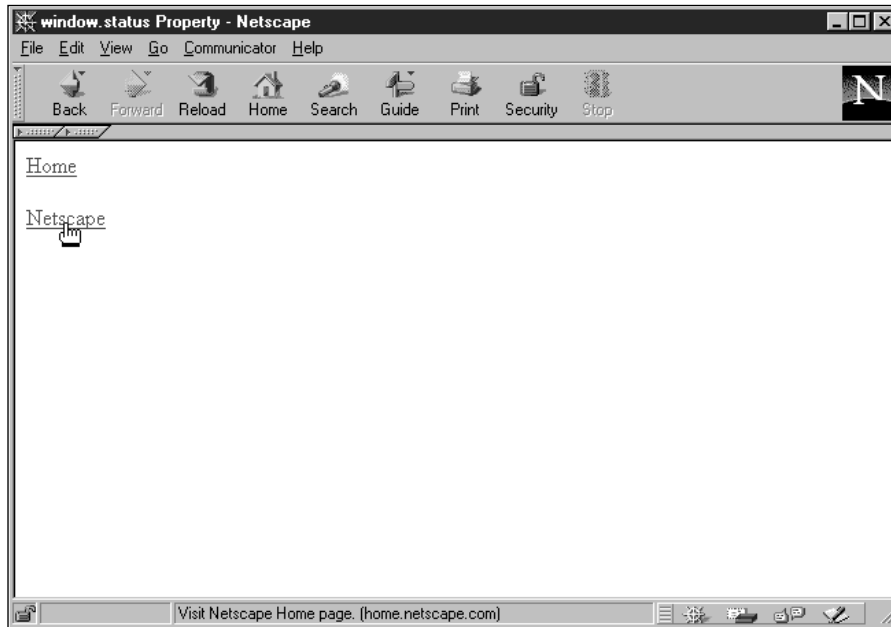 window.status Property - Netscape
File Edit View Go Communicator Help
N
Back Forward Reload Home Search Guide Print Security Stop
Home
Netscape
Visit Netscape Home page. (home.netscape.com)